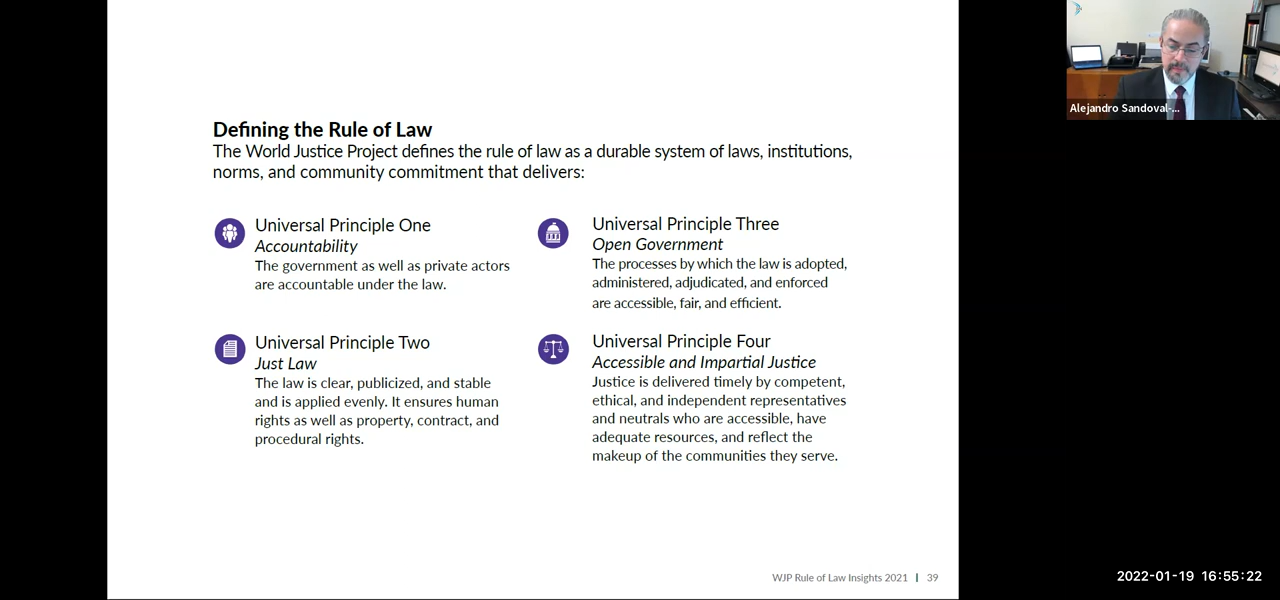 Defining the Rule of Law
The World Justice Project defines the rule of law as a durable system of laws, institutions,
norms, and community commitment that delivers:
Universal Principle One
Accountability
The government as well as private actors
are accountable under the law.
Universal Principle Two
Just Law
The law is clear, publicized, and stable
and is applied evenly. It ensures human
rights as well as property, contract, and
procedural rights.
Universal Principle Three
Open Government
The processes by which the law is adopted,
administered, adjudicated, and enforced
are accessible, fair, and efficient.
Universal Principle Four
Accessible and Impartial Justice
Justice is delivered timely by competent,
ethical, and independent representatives
and neutrals who are accessible, have
adequate resources, and reflect the
makeup of the communities they serve.
WJP Rule of Law Insights 2021 | 39
Alejandro Sandoval-...
2022-01-19 16:55:22